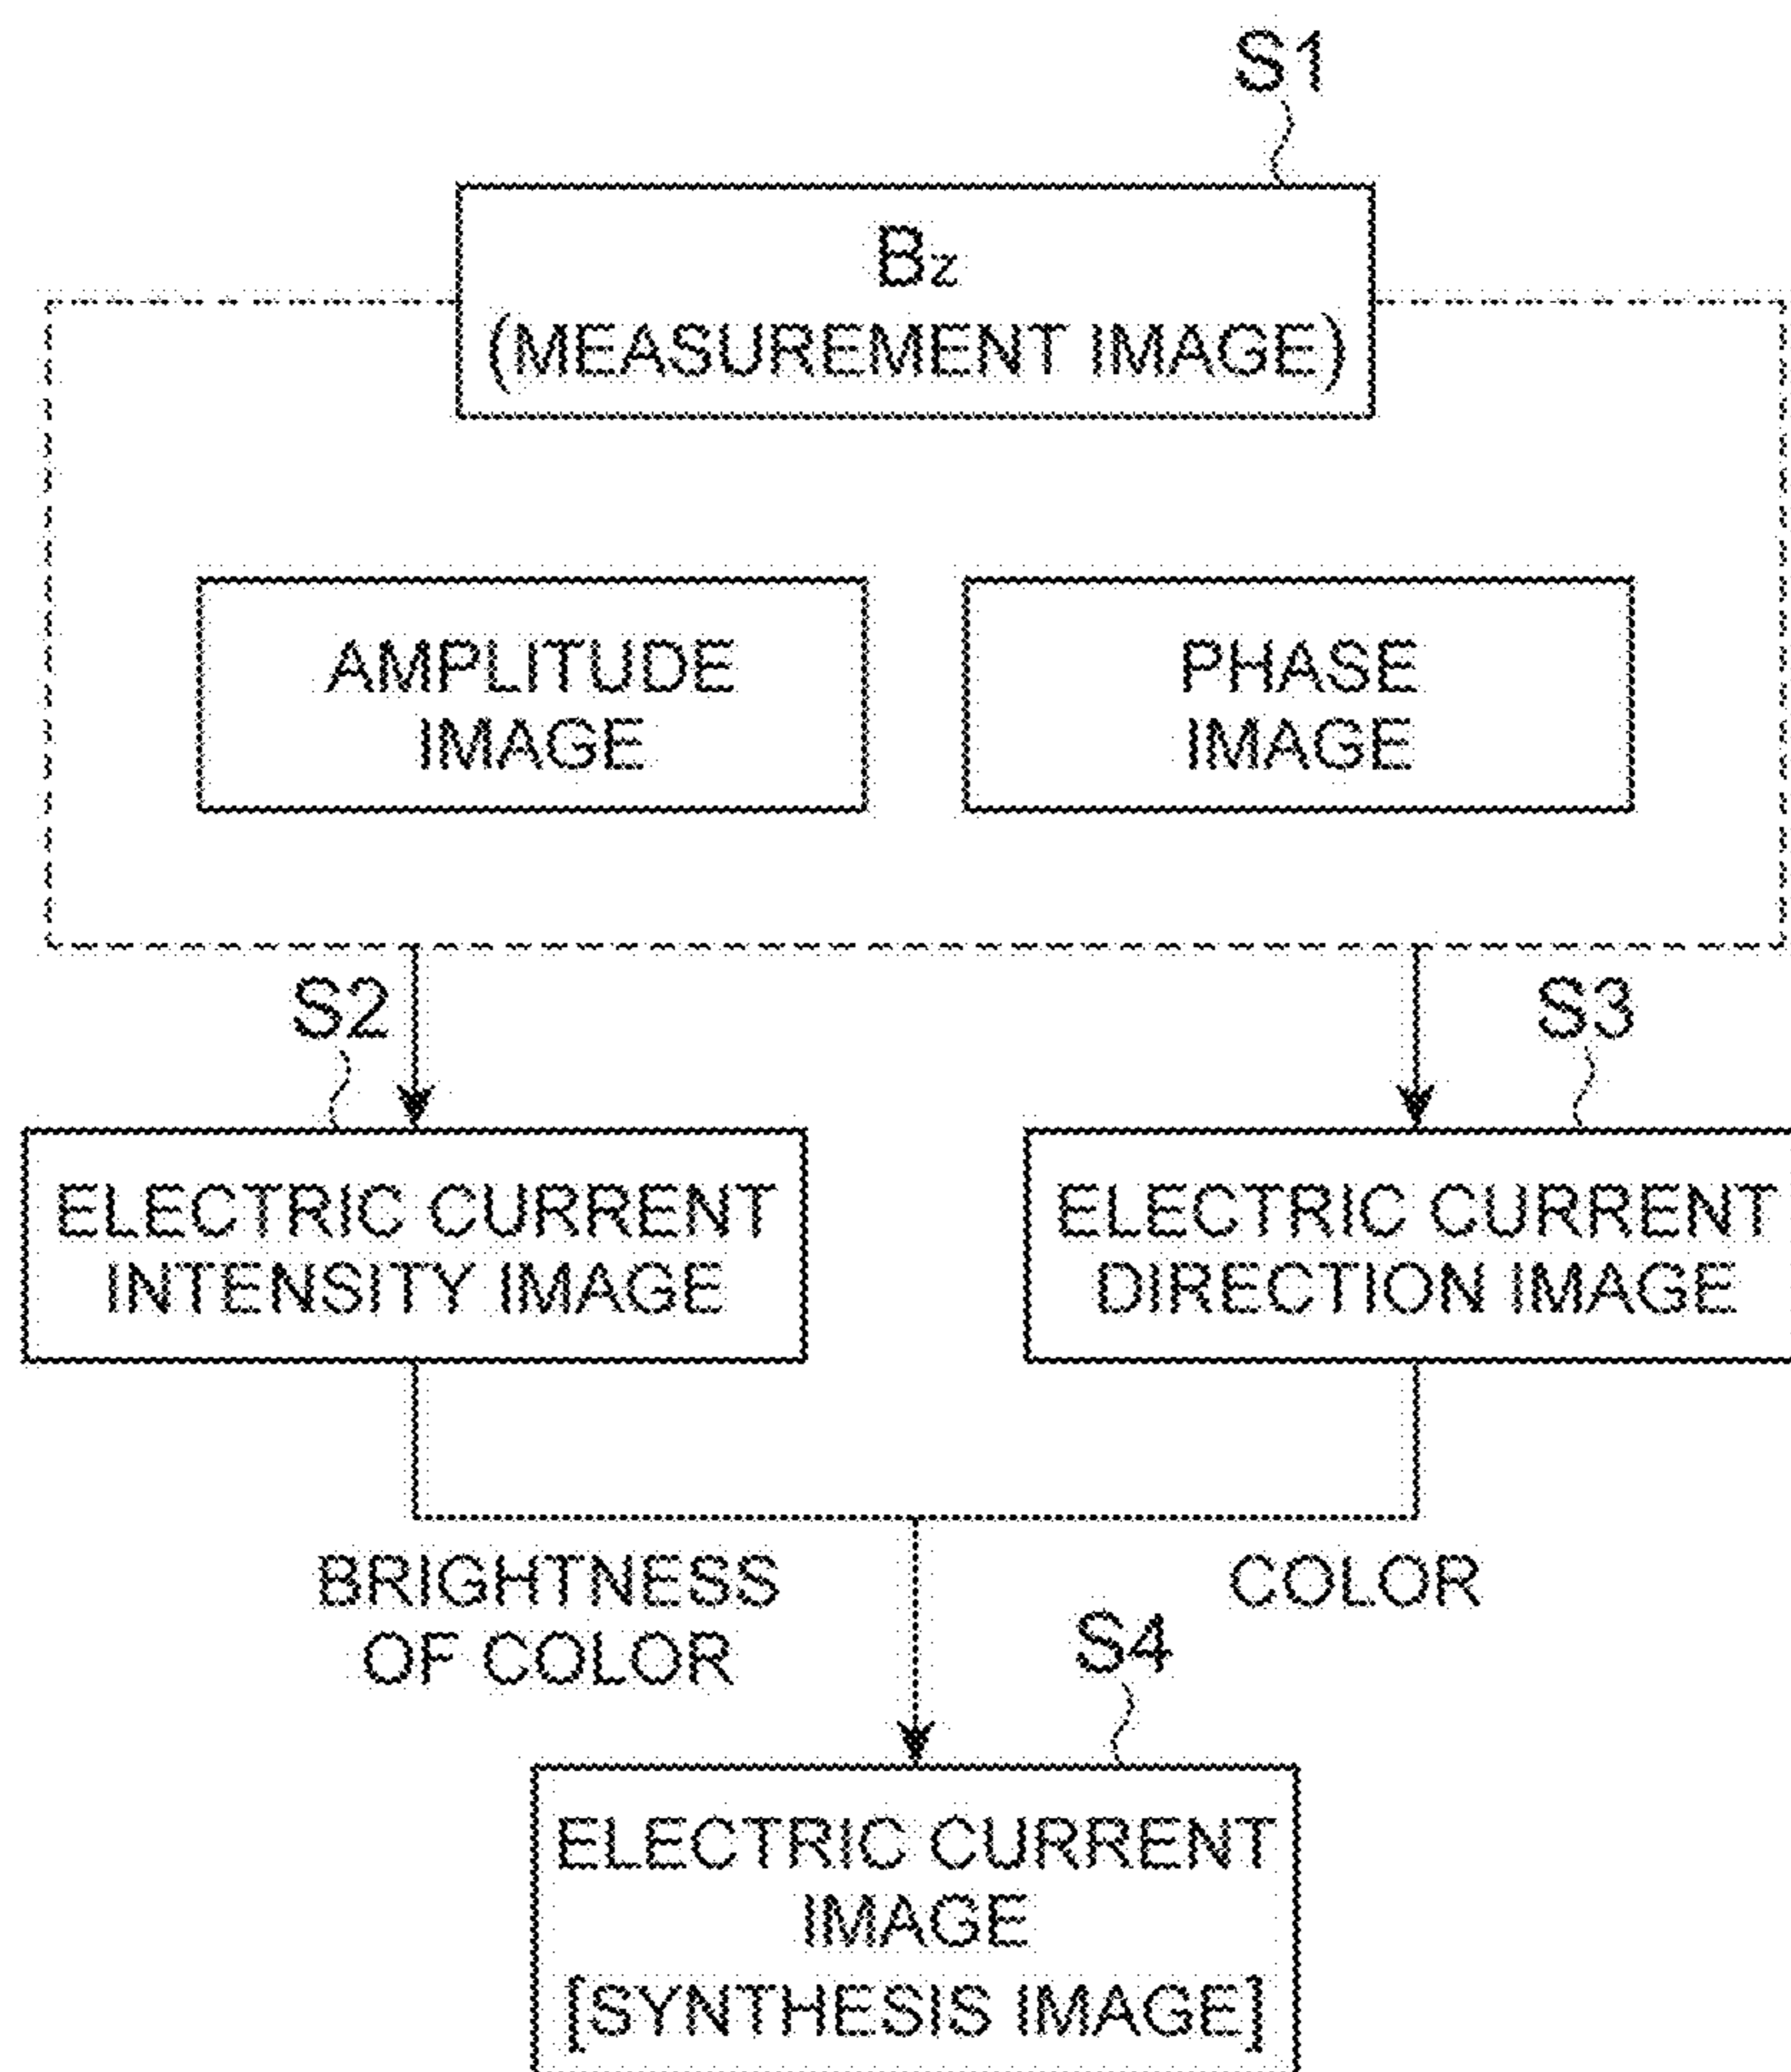 S1
Bz
(MEASUREMENT IMAGE)
AMPLITUDE
IMAGE
PHASE
IMAGE
S2
S3
ELECTRIC CURRENT
INTENSITY IMAGE
ELECTRIC CURRENT
DIRECTION IMAGE
BRIGHTNESS
OF COLOR
COLOR
S4
ELECTRIC CURRENT
IMAGE
[SYNTHESIS IMAGE]